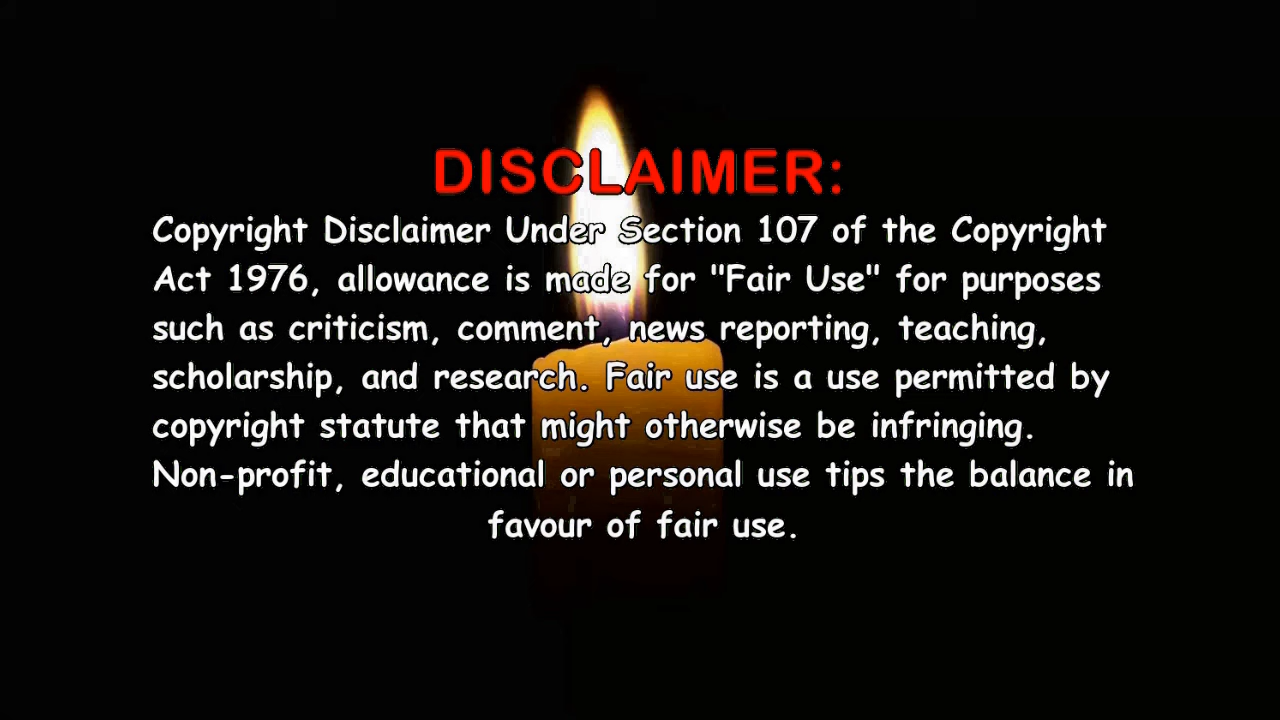 DISCLAIMER:
Copyright Disclaimer Under Section 107 of the Copyright
Act 1976, allowance is made for "Fair Use" for purposes
such as criticism, comment, news reporting, teaching,
scholarship, and research. Fair use is a use permitted by
copyright statute that might otherwise be infringing.
Non-profit, educational or personal use tips the balance in
favour of fair use.